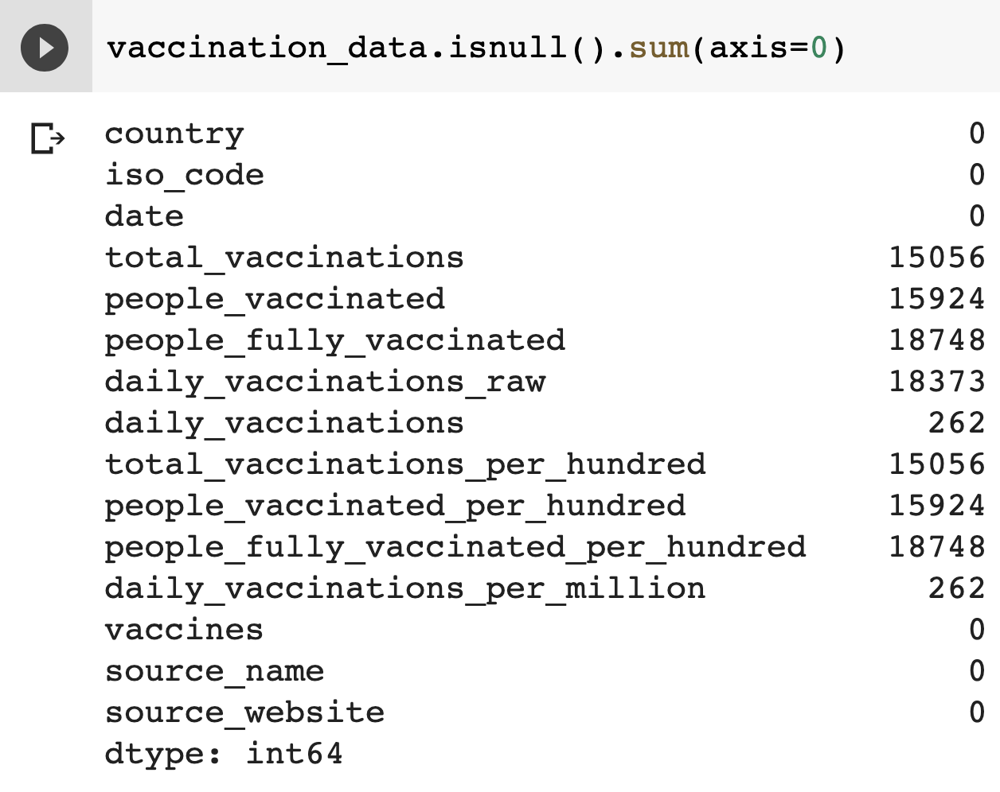 vaccination_data.isnull().sum(axis=0)
country 0
iso_code 0
date 0
total_vaccinations 15056
people_vaccinated 15924
people_fully_vaccinated 18748
daily_vaccinations_raw 18373
daily_vaccinations 262
total_vaccinations_per_hundred 15056
people_vaccinated_per_hundred 15924
people_fully_vaccinated_per_hundred 18748
daily_vaccinations_per_million 262
vaccines 0
source_name 0
source_website 0
dtype: int64